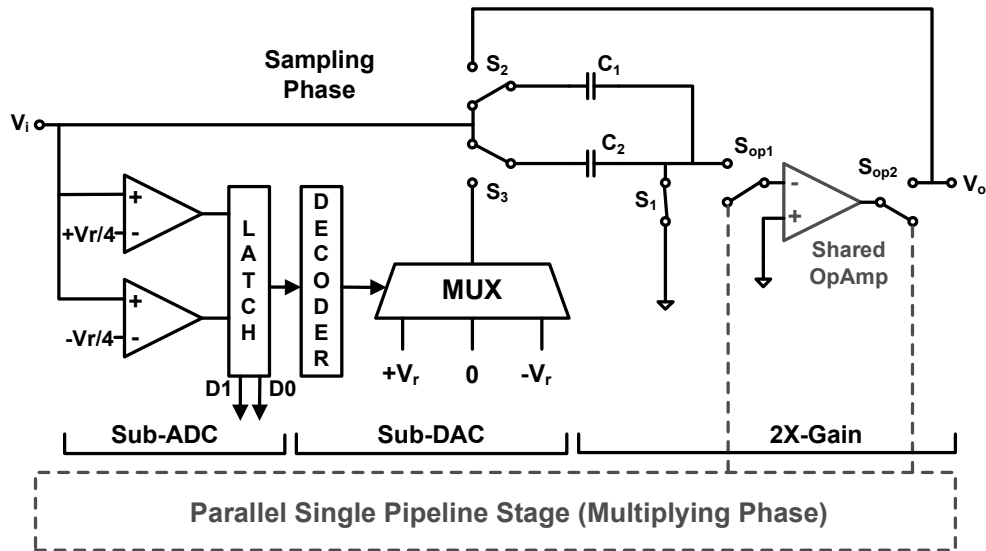 Sampling
Phase
S₂
C₁
Vᵢ
C₂
Sop1
Sop2
Vₒ
S₃
S₁
+
-
+Vr/4
+
-
-Vr/4
L
A
T
C
H
D
E
C
O
D
E
R
MUX
-
+
Shared
OpAmp
+Vᵣ
0
-Vᵣ
D1
D0
Sub-ADC
Sub-DAC
2X-Gain
Parallel Single Pipeline Stage (Multiplying Phase)